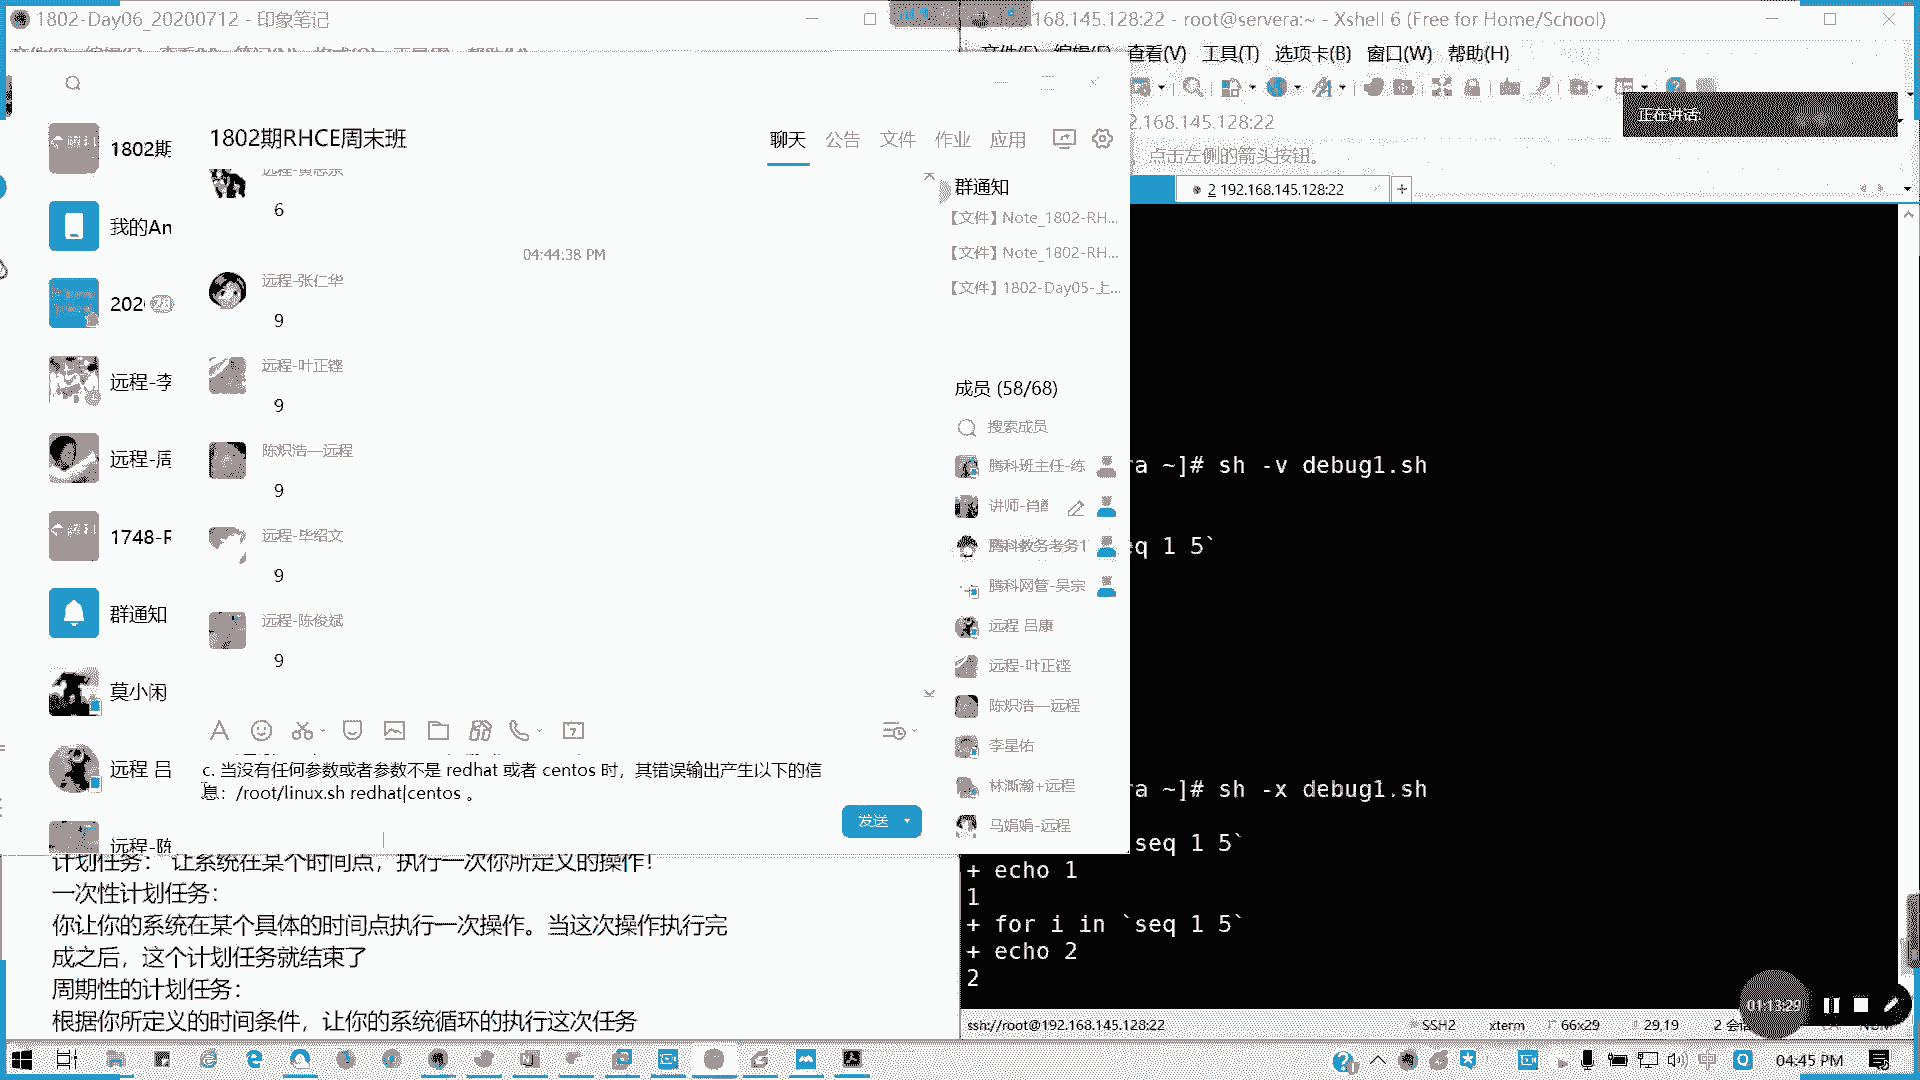 1802-Day06_20200712 - 印象笔记
168.145.128:22 - root@servera:~ - Xshell 6 (Free for Home/School)
文件(F) 编辑(E) 查看(V) 工具(T) 选项卡(B) 窗口(W) 帮助(H)
正在讲话:
2.168.145.128:22
点击左侧的箭头按钮。
2 192.168.145.128:22
1802期RHCE周末班
聊天 公告 文件 作业 应用
1802期
我的An
202
远程-李
远程-周
1748-F
群通知
莫小闲
远程 吕
远程-陈
6
04:44:38 PM
远程-张仁华
9
远程-叶正铿
9
陈炽浩—远程
9
远程-毕绍文
9
远程-陈俊斌
9
群通知
【文件】Note_1802-RH...
【文件】Note_1802-RH...
【文件】1802-Day05-上...
成员 (58/68)
搜索成员
腾科班主任-练
讲师-肖
腾科教务考务1
腾科网管-吴宗
远程 吕康
远程-叶正铿
陈炽浩—远程
李星佑
林澌瀚+远程
马娟娟-远程
c. 当没有任何参数或者参数不是 redhat 或者 centos 时，其错误输出产生以下的信
息：/root/linux.sh redhat|centos 。
发送
计划任务： 让系统在某个时间点，执行一次你所定义的操作！
一次性计划任务：
你让你的系统在某个具体的时间点执行一次操作。当这次操作执行完
成之后，这个计划任务就结束了
周期性的计划任务：
根据你所定义的时间条件，让你的系统循环的执行这次任务
a ~]# sh -v debug1.sh
eq 1 5`
a ~]# sh -x debug1.sh
seq 1 5`
+ echo 1
1
+ for i in `seq 1 5`
+ echo 2
2
01:13:29
ssh://root@192.168.145.128:22
SSH2
xterm
66x29
29,19
2 会话
NUM
中
04:45 PM